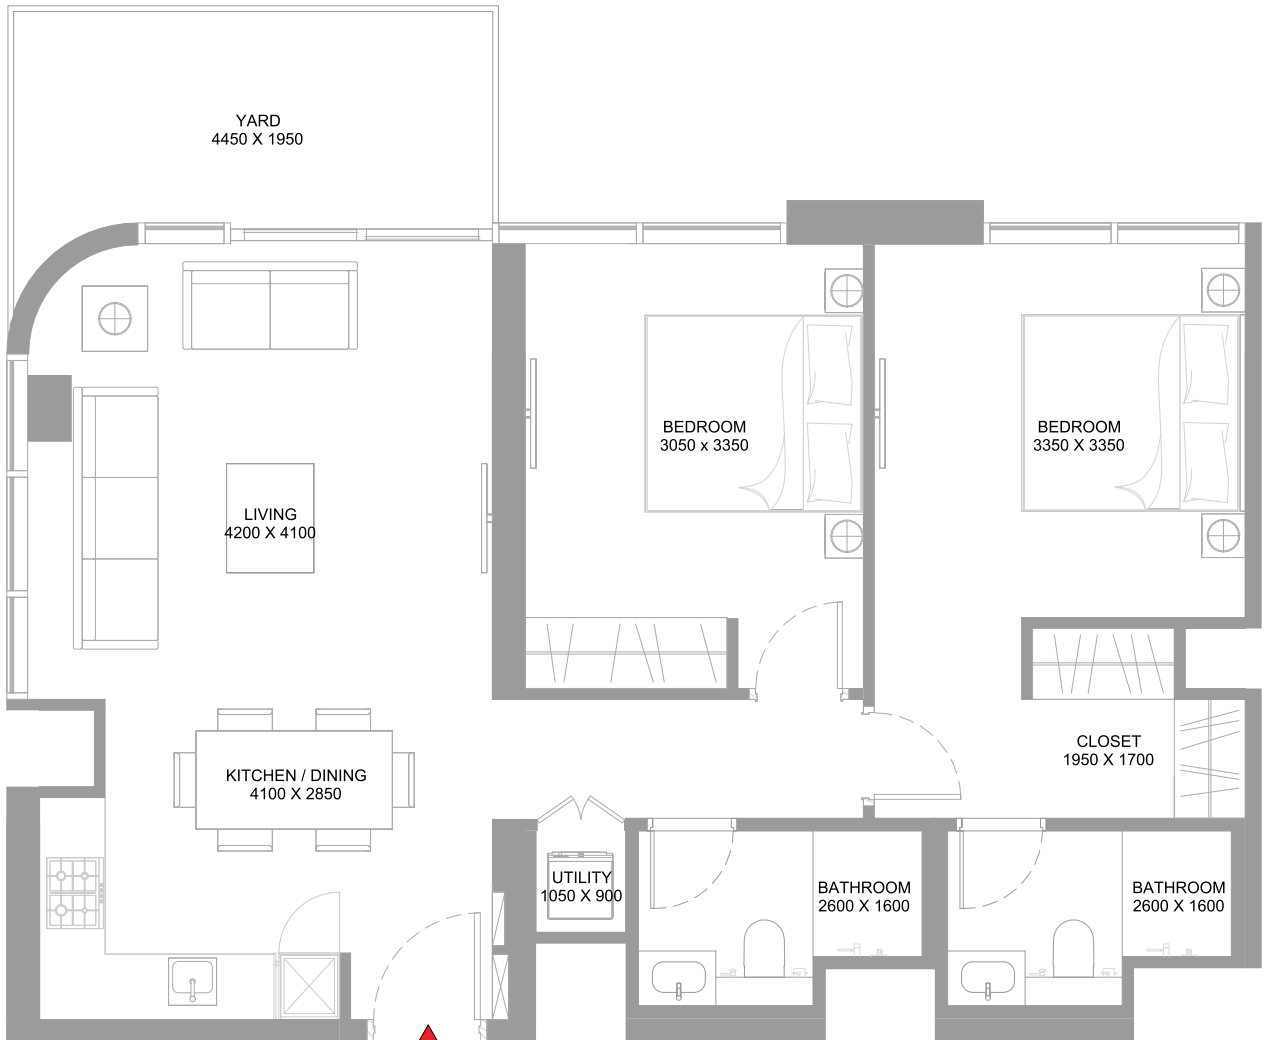 YARD
4450 X 1950
BEDROOM
3050 x 3350
BEDROOM
3350 X 3350
LIVING
4200 X 4100
CLOSET
1950 X 1700
KITCHEN / DINING
4100 X 2850
UTILITY
1050 X 900
BATHROOM
2600 X 1600
BATHROOM
2600 X 1600